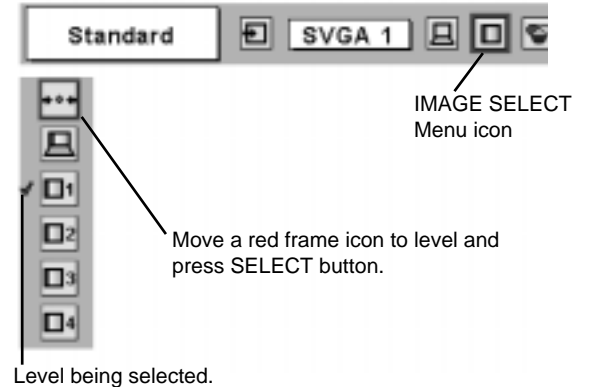 Standard
SVGA 1
IMAGE SELECT
Menu icon
1
2
3
4
Move a red frame icon to level and
press SELECT button.
Level being selected.